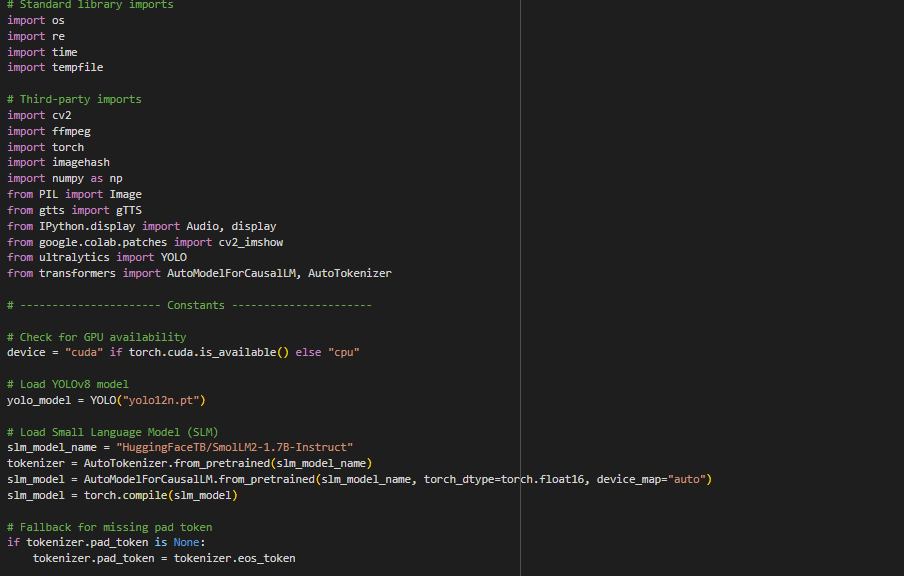 # Standard library imports
import os
import re
import time
import tempfile
# Third-party imports
import cv2
import ffmpeg
import torch
import imagehash
import numpy as np
from PIL import Image
from gtts import gTTS
from IPython.display import Audio, display
from google.colab.patches import cv2_imshow
from ultralytics import YOLO
from transformers import AutoModelForCausalLM, AutoTokenizer
# ---------------------- Constants ----------------------
# Check for GPU availability
device = "cuda" if torch.cuda.is_available() else "cpu"
# Load YOLOv8 model
yolo_model = YOLO("yolo12n.pt")
# Load Small Language Model (SLM)
slm_model_name = "HuggingFaceTB/SmolLM2-1.7B-Instruct"
tokenizer = AutoTokenizer.from_pretrained(slm_model_name)
slm_model = AutoModelForCausalLM.from_pretrained(slm_model_name, torch_dtype=torch.float16, device_map="auto")
slm_model = torch.compile(slm_model)
# Fallback for missing pad token
if tokenizer.pad_token is None:
    tokenizer.pad_token = tokenizer.eos_token